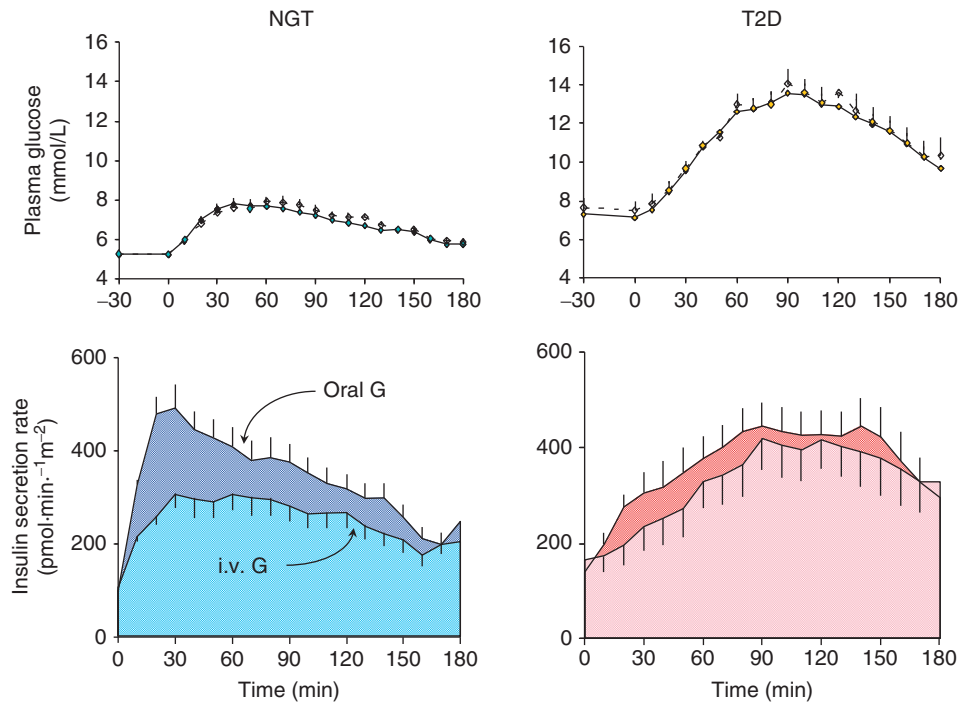 NGT
Plasma glucose
(mmol/L)
16
14
12
10
8
6
4
–30 0 30 60 90 120 150 180
T2D
16
14
12
10
8
6
4
–30 0 30 60 90 120 150 180
Insulin secretion rate
(pmol·min·⁻¹m⁻²)
600
400
200
0
Oral G
i.v. G
0 30 60 90 120 150 180
Time (min)
600
400
200
0
0 30 60 90 120 150 180
Time (min)